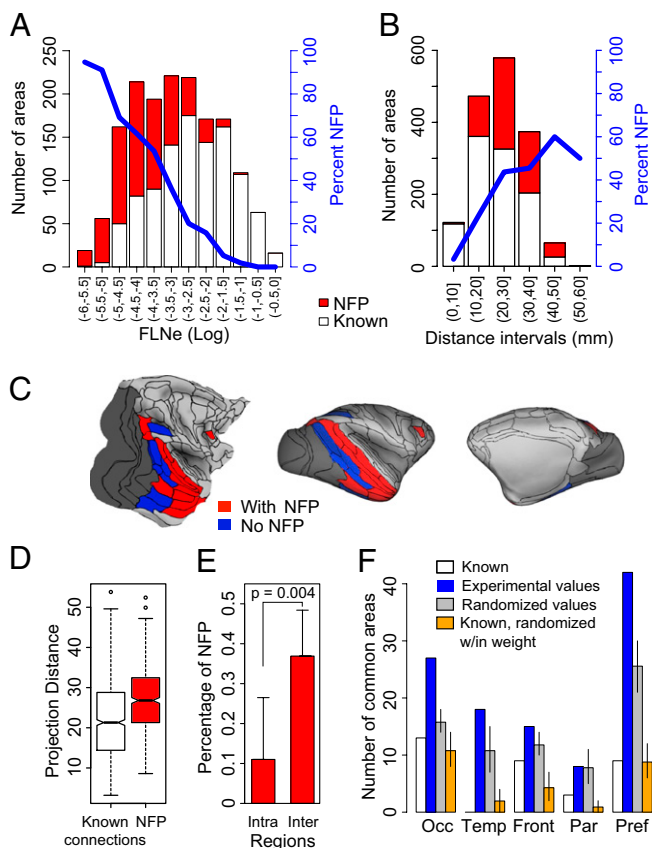 A
Number of areas
250
200
150
100
50
0
100
80
60
40
20
0
Percent NFP
(-6,-5.5]
(-5.5,-5]
(-5,-4.5]
(-4.5,-4]
(-4,-3.5]
(-3.5,-3]
(-3,-2.5]
(-2.5,-2]
(-2,-1.5]
(-1.5,-1]
(-1,-0.5]
(-0.5,0]
FLNe (Log)
NFP
Known
B
Number of areas
600
400
200
0
100
80
60
40
20
0
Percent NFP
(0,10]
(10,20]
(20,30]
(30,40]
(40,50]
(50,60]
Distance intervals (mm)
C
With NFP
No NFP
D
Projection Distance
50
40
30
20
10
Known NFP
connections
E
Percentage of NFP
0.5
0.4
0.3
0.2
0.1
0
p = 0.004
Intra Inter
Regions
F
Number of common areas
40
30
20
10
0
Known
Experimental values
Randomized values
Known, randomized
w/in weight
Occ Temp Front Par Pref